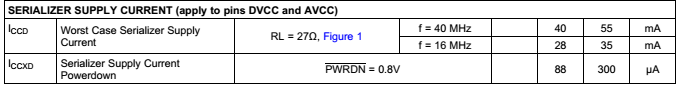 SERIALIZER SUPPLY CURRENT (apply to pins DVCC and AVCC)
ICCD Worst Case Serializer Supply Current RL = 27Ω, Figure 1 f = 40 MHz 40 55 mA
f = 16 MHz 28 35 mA
ICCXD Serializer Supply Current Powerdown PWRDN = 0.8V 88 300 µA